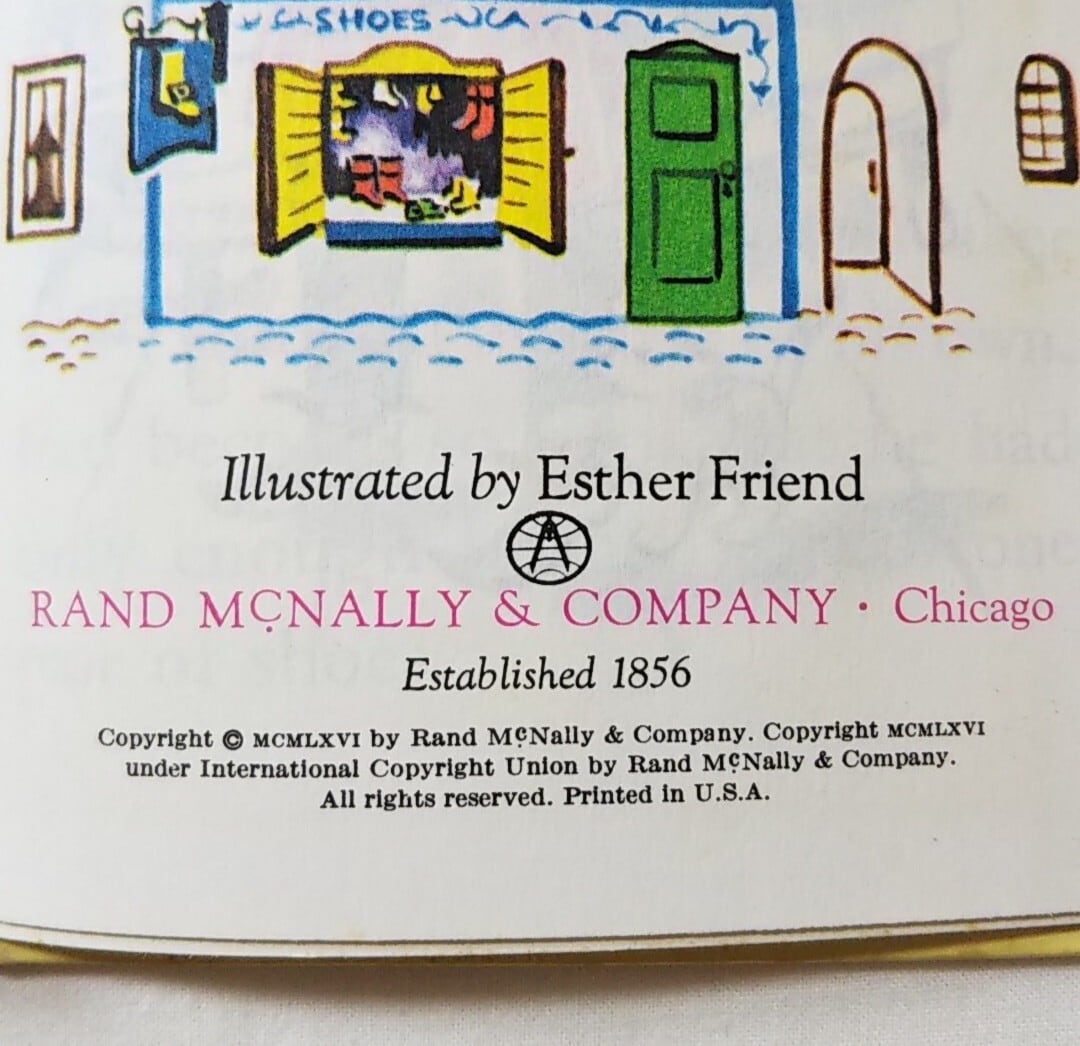 SHOES
Illustrated by Esther Friend
RAND McNALLY & COMPANY · Chicago
Established 1856
Copyright © MCMLXVI by Rand McNally & Company. Copyright MCMLXVI
under International Copyright Union by Rand McNally & Company.
All rights reserved. Printed in U.S.A.